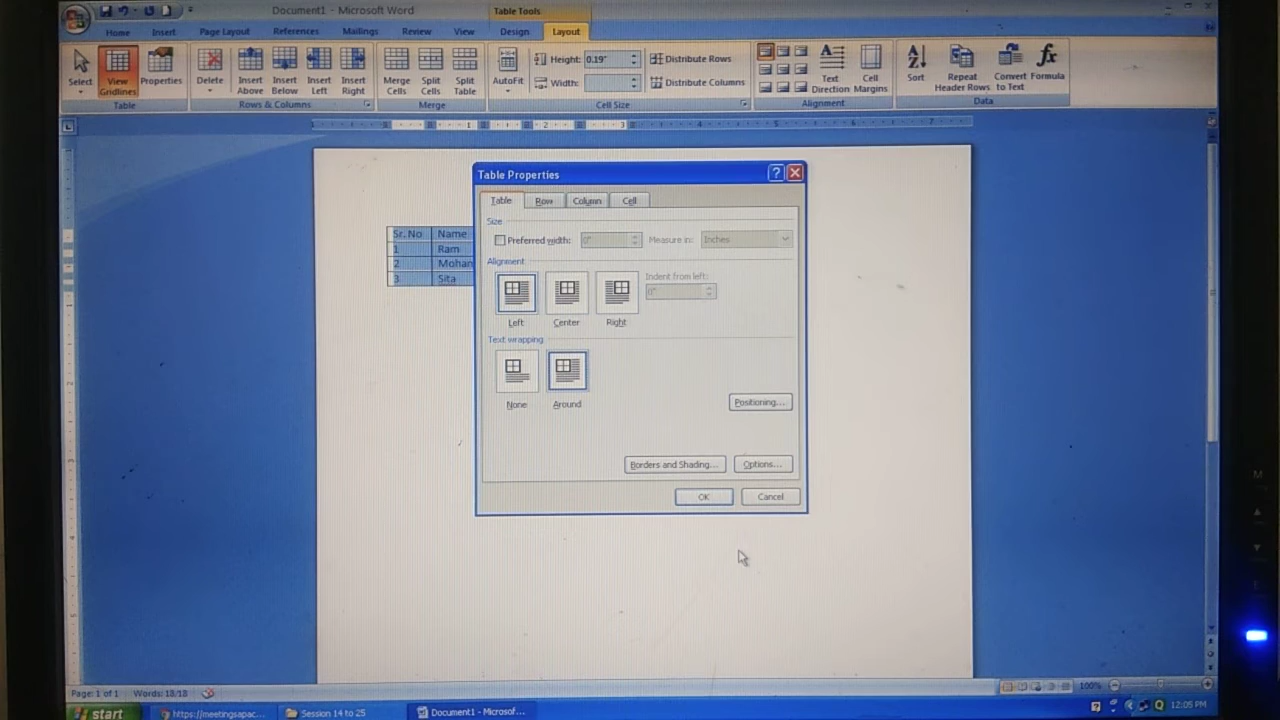 Document1 - Microsoft Word
Table Tools
Home Insert Page Layout References Mailings Review View Design Layout
Select
View Gridlines
Properties
Delete
Insert Above
Insert Below
Insert Left
Insert Right
Merge Cells
Split Cells
Split Table
AutoFit
Height: 0.19"
Width:
Distribute Rows
Distribute Columns
Text Direction
Cell Margins
Sort
Repeat Header Rows
Convert to Text
Formula
Table Rows & Columns Merge Cell Size Alignment Data
Sr. No Name
1 Ram
2 Mohan
3 Sita
Table Properties
Table Row Column Cell
Size
Preferred width: 0" Measure in: Inches
Alignment
Indent from left:
0"
Left Center Right
Text wrapping
None Around
Positioning...
Borders and Shading... Options...
OK Cancel
Page: 1 of 1 Words: 18/18
100%
start https://meetingsapac... Session 14 to 25 Document1 - Microsof... 12:05 PM